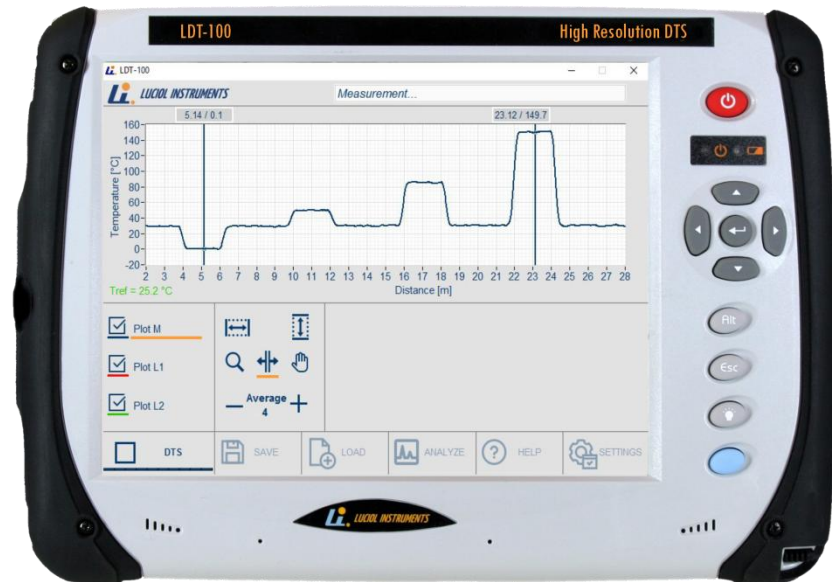 LDT-100 High Resolution DTS
Li LDT-100
Li. LUCIOL INSTRUMENTS Measurement...
5.14 / 0.1 23.12 / 149.7
Temperature [°C]
160
140
120
100
80
60
40
20
0
-20
2 3 4 5 6 7 8 9 10 11 12 13 14 15 16 17 18 19 20 21 22 23 24 25 26 27 28
Tref = 25.2 °C Distance [m]
Plot M
Plot L1
Plot L2
Average
4
DTS SAVE LOAD ANALYZE HELP SETTINGS
Alt
Esc
Li. LUCIOL INSTRUMENTS